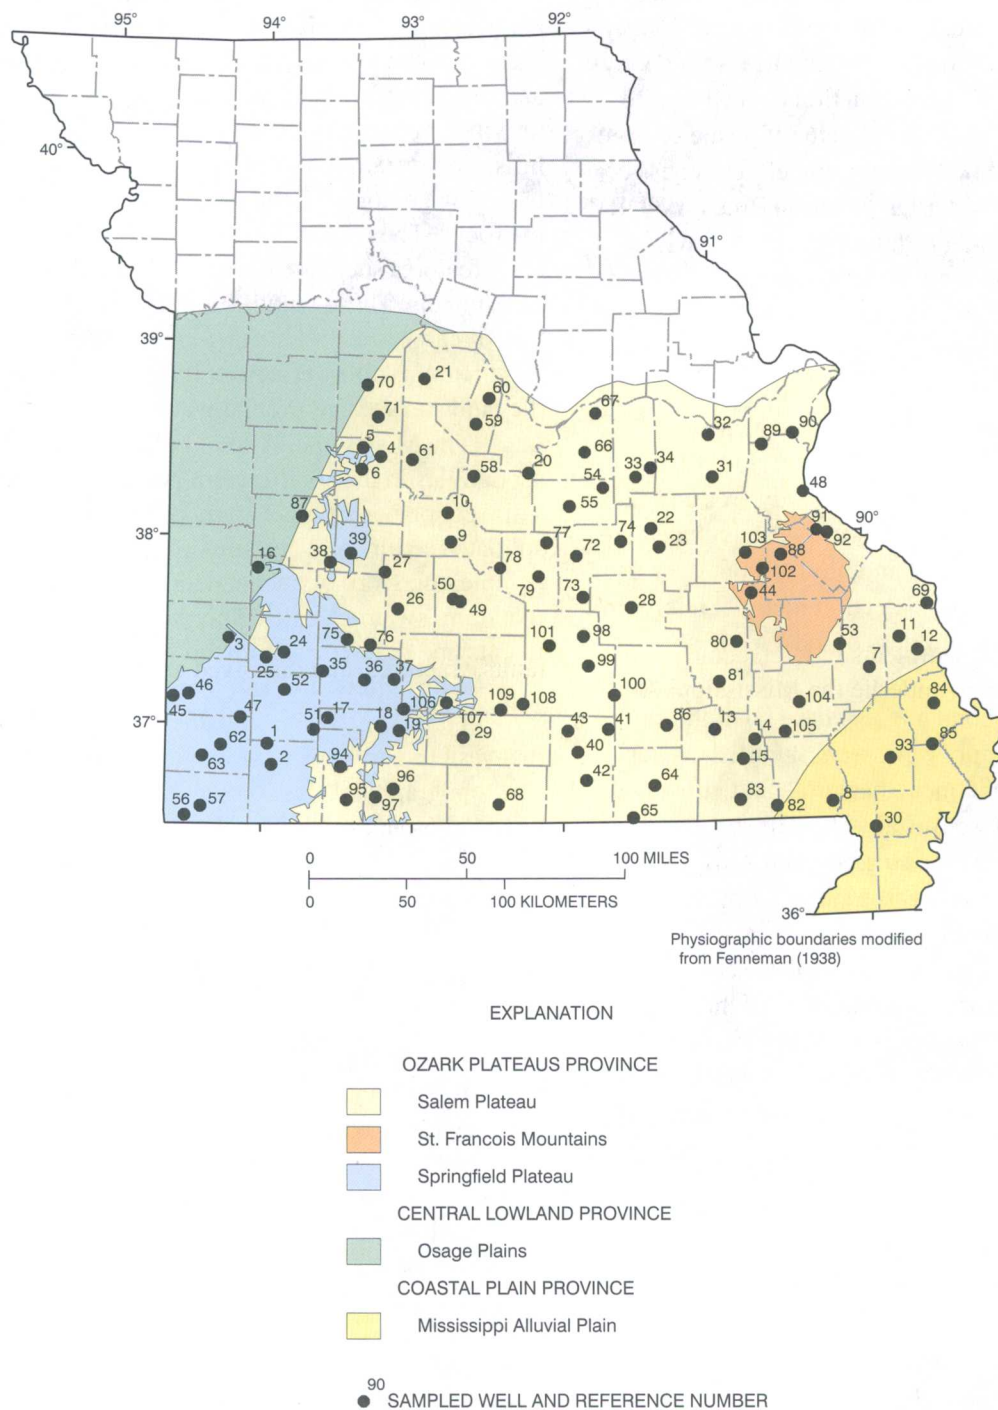 95° 94° 93° 92°
40°
91°
39°
70 21
60
71 59 67
5 4 61 66 32 89 90
6 58 20 54 33 34 31
48
87 10 55
38° 39 9 77 74 22 91 90°
16 38 78 72 23 103 88 92
27 79 102
50 73 44
26 49 28 69
3 75 76 101 98 80 53 11 12
24 7
25 35 36 37 99 81
46 52 109 100 104 84
45 106 108
37° 47 51 17 18 107 43 41 86 13 14 105 85
1 19 29
62 40 15 93
63 2 94 42
96 64
56 57 95 97 68 65 83 82 8
30
0 50 100 MILES
0 50 100 KILOMETERS
36°
Physiographic boundaries modified
from Fenneman (1938)
EXPLANATION
OZARK PLATEAUS PROVINCE
Salem Plateau
St. Francois Mountains
Springfield Plateau
CENTRAL LOWLAND PROVINCE
Osage Plains
COASTAL PLAIN PROVINCE
Mississippi Alluvial Plain
90
SAMPLED WELL AND REFERENCE NUMBER